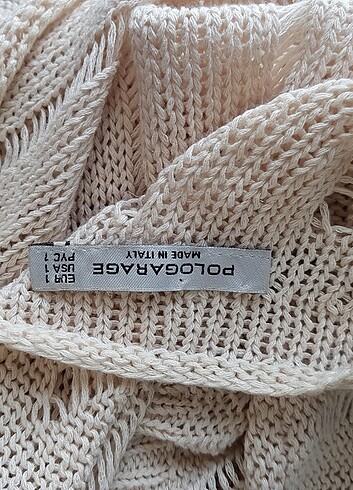 POLOGARAGE
MADE IN ITALY
EUR 1
USA 1
РУС 1